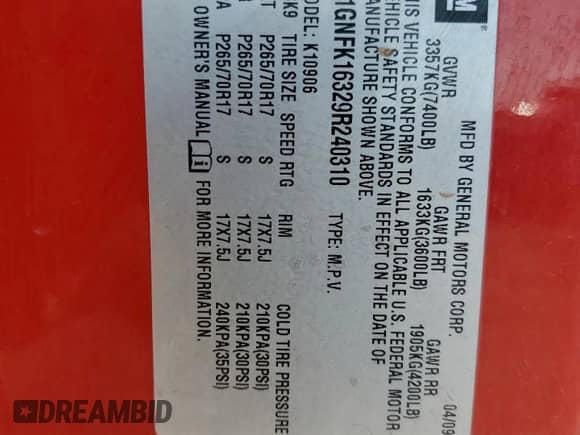 GM
MFD BY GENERAL MOTORS CORP. 04/09
GVWR GAWR FRT GAWR RR
3357KG(7400LB) 1633KG(3600LB) 1905KG(4200LB)
HIS VEHICLE CONFORMS TO ALL APPLICABLE U.S. FEDERAL MOTOR
EHICLE SAFETY STANDARDS IN EFFECT ON THE DATE OF
ANUFACTURE SHOWN ABOVE.
1GNFK16329R240310 TYPE: M.P.V.
MODEL: K10906
K9 TIRE SIZE SPEED RTG RIM COLD TIRE PRESSURE
T P265/70R17 S 17X7.5J 210KPA(30PSI)
P265/70R17 S 17X7.5J 210KPA(30PSI)
A P265/70R17 S 17X7.5J 240KPA(35PSI)
OWNER'S MANUAL i FOR MORE INFORMATION.
DREAMBID